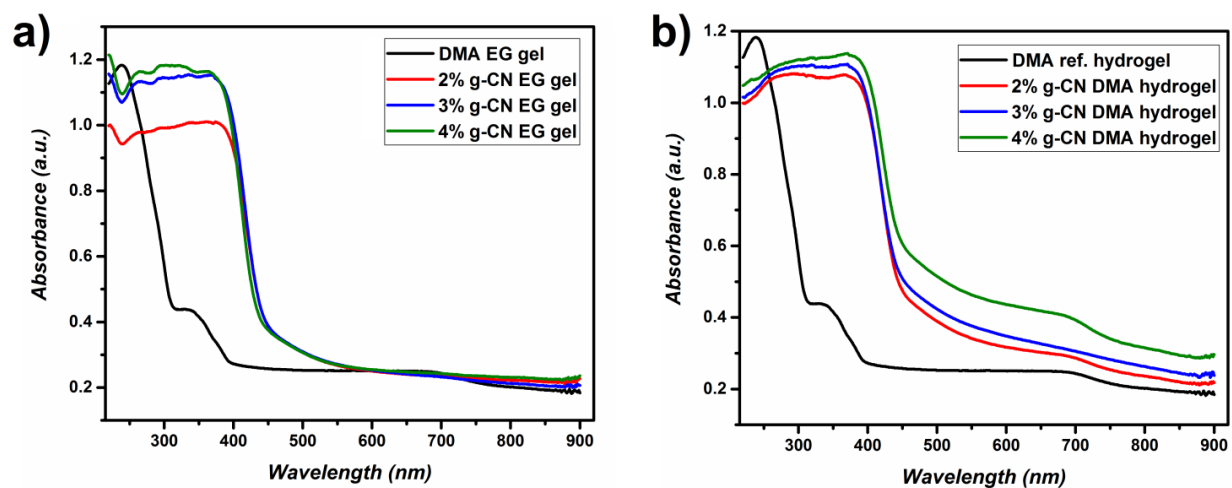 a)
DMA EG gel
2% g-CN EG gel
3% g-CN EG gel
4% g-CN EG gel
1.2
1.0
0.8
0.6
0.4
0.2
Absorbance (a.u.)
300 400 500 600 700 800 900
Wavelength (nm)
b)
DMA ref. hydrogel
2% g-CN DMA hydrogel
3% g-CN DMA hydrogel
4% g-CN DMA hydrogel
1.2
1.0
0.8
0.6
0.4
0.2
Absorbance (a.u.)
300 400 500 600 700 800 900
Wavelength (nm)